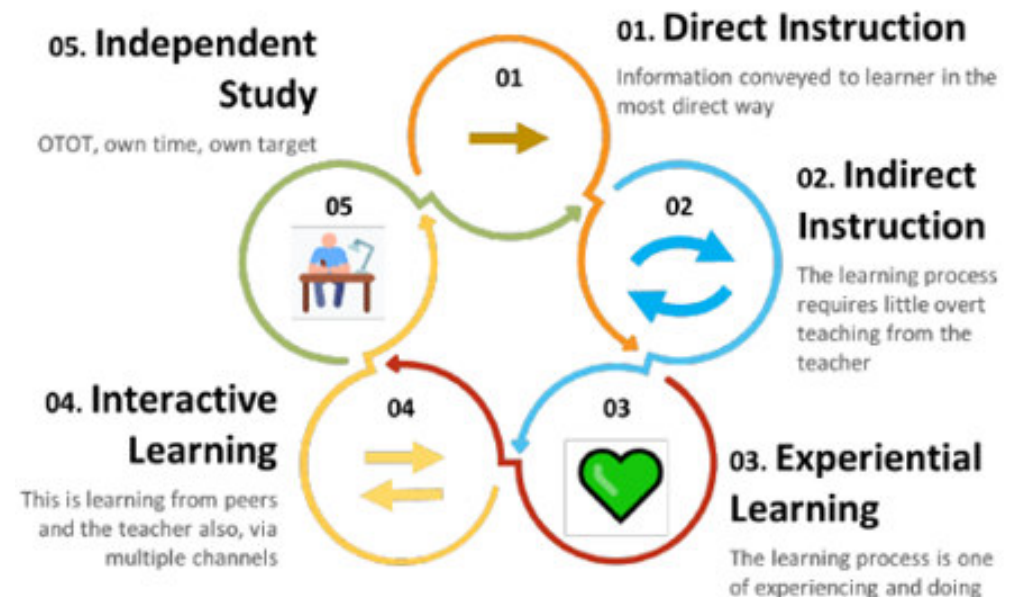 01. Direct Instruction
Information conveyed to learner in the
most direct way
02. Indirect
Instruction
The learning process
requires little overt
teaching from the
teacher
03. Experiential
Learning
The learning process is one
of experiencing and doing
04. Interactive
Learning
This is learning from peers
and the teacher also, via
multiple channels
05. Independent
Study
OTOT, own time, own target
01
02
03
04
05